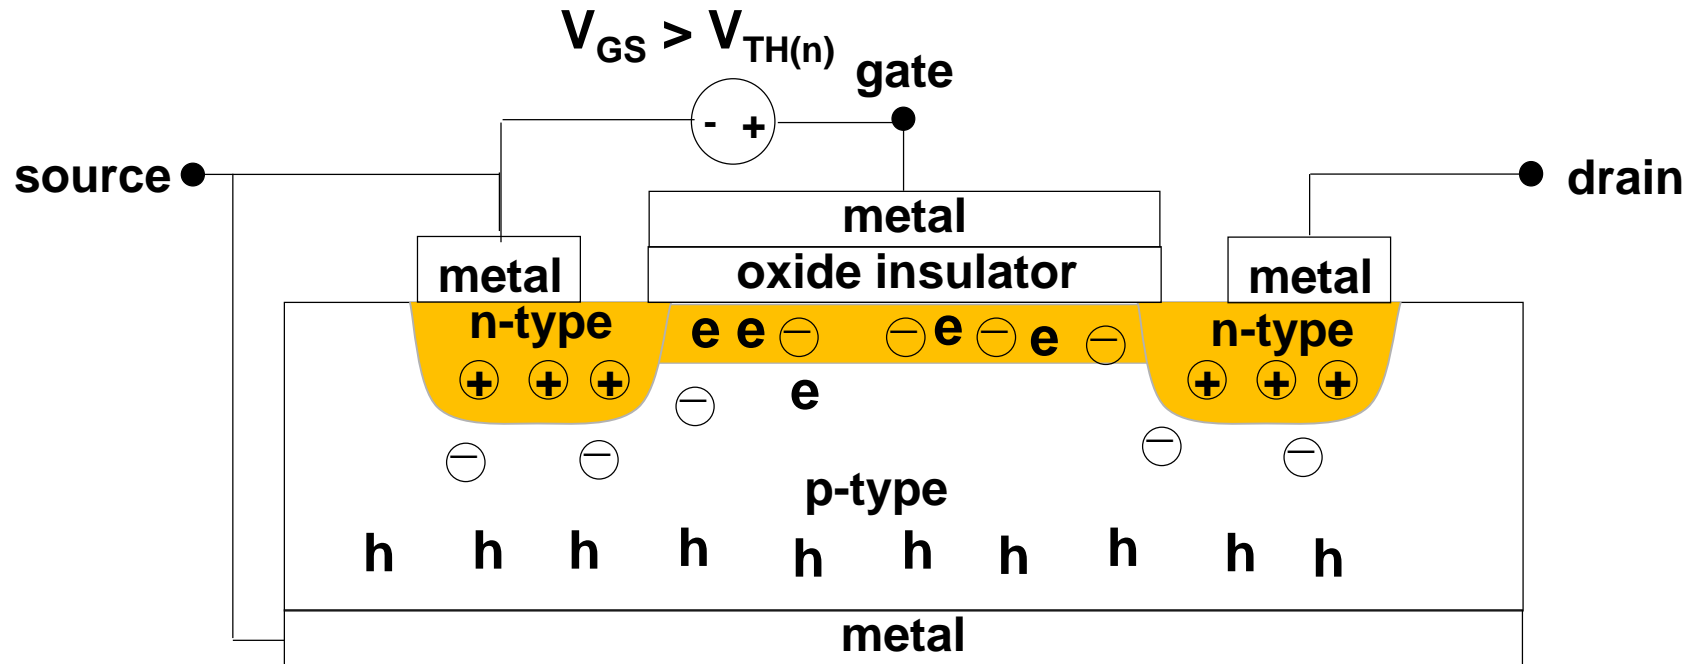 V_GS > V_TH(n)
gate
- +
source
drain
metal
metal
oxide insulator
metal
n-type
e e − − e − e −
n-type
+ + +
+ + +
− e
− −
− −
p-type
h h h h h h h h h h
metal